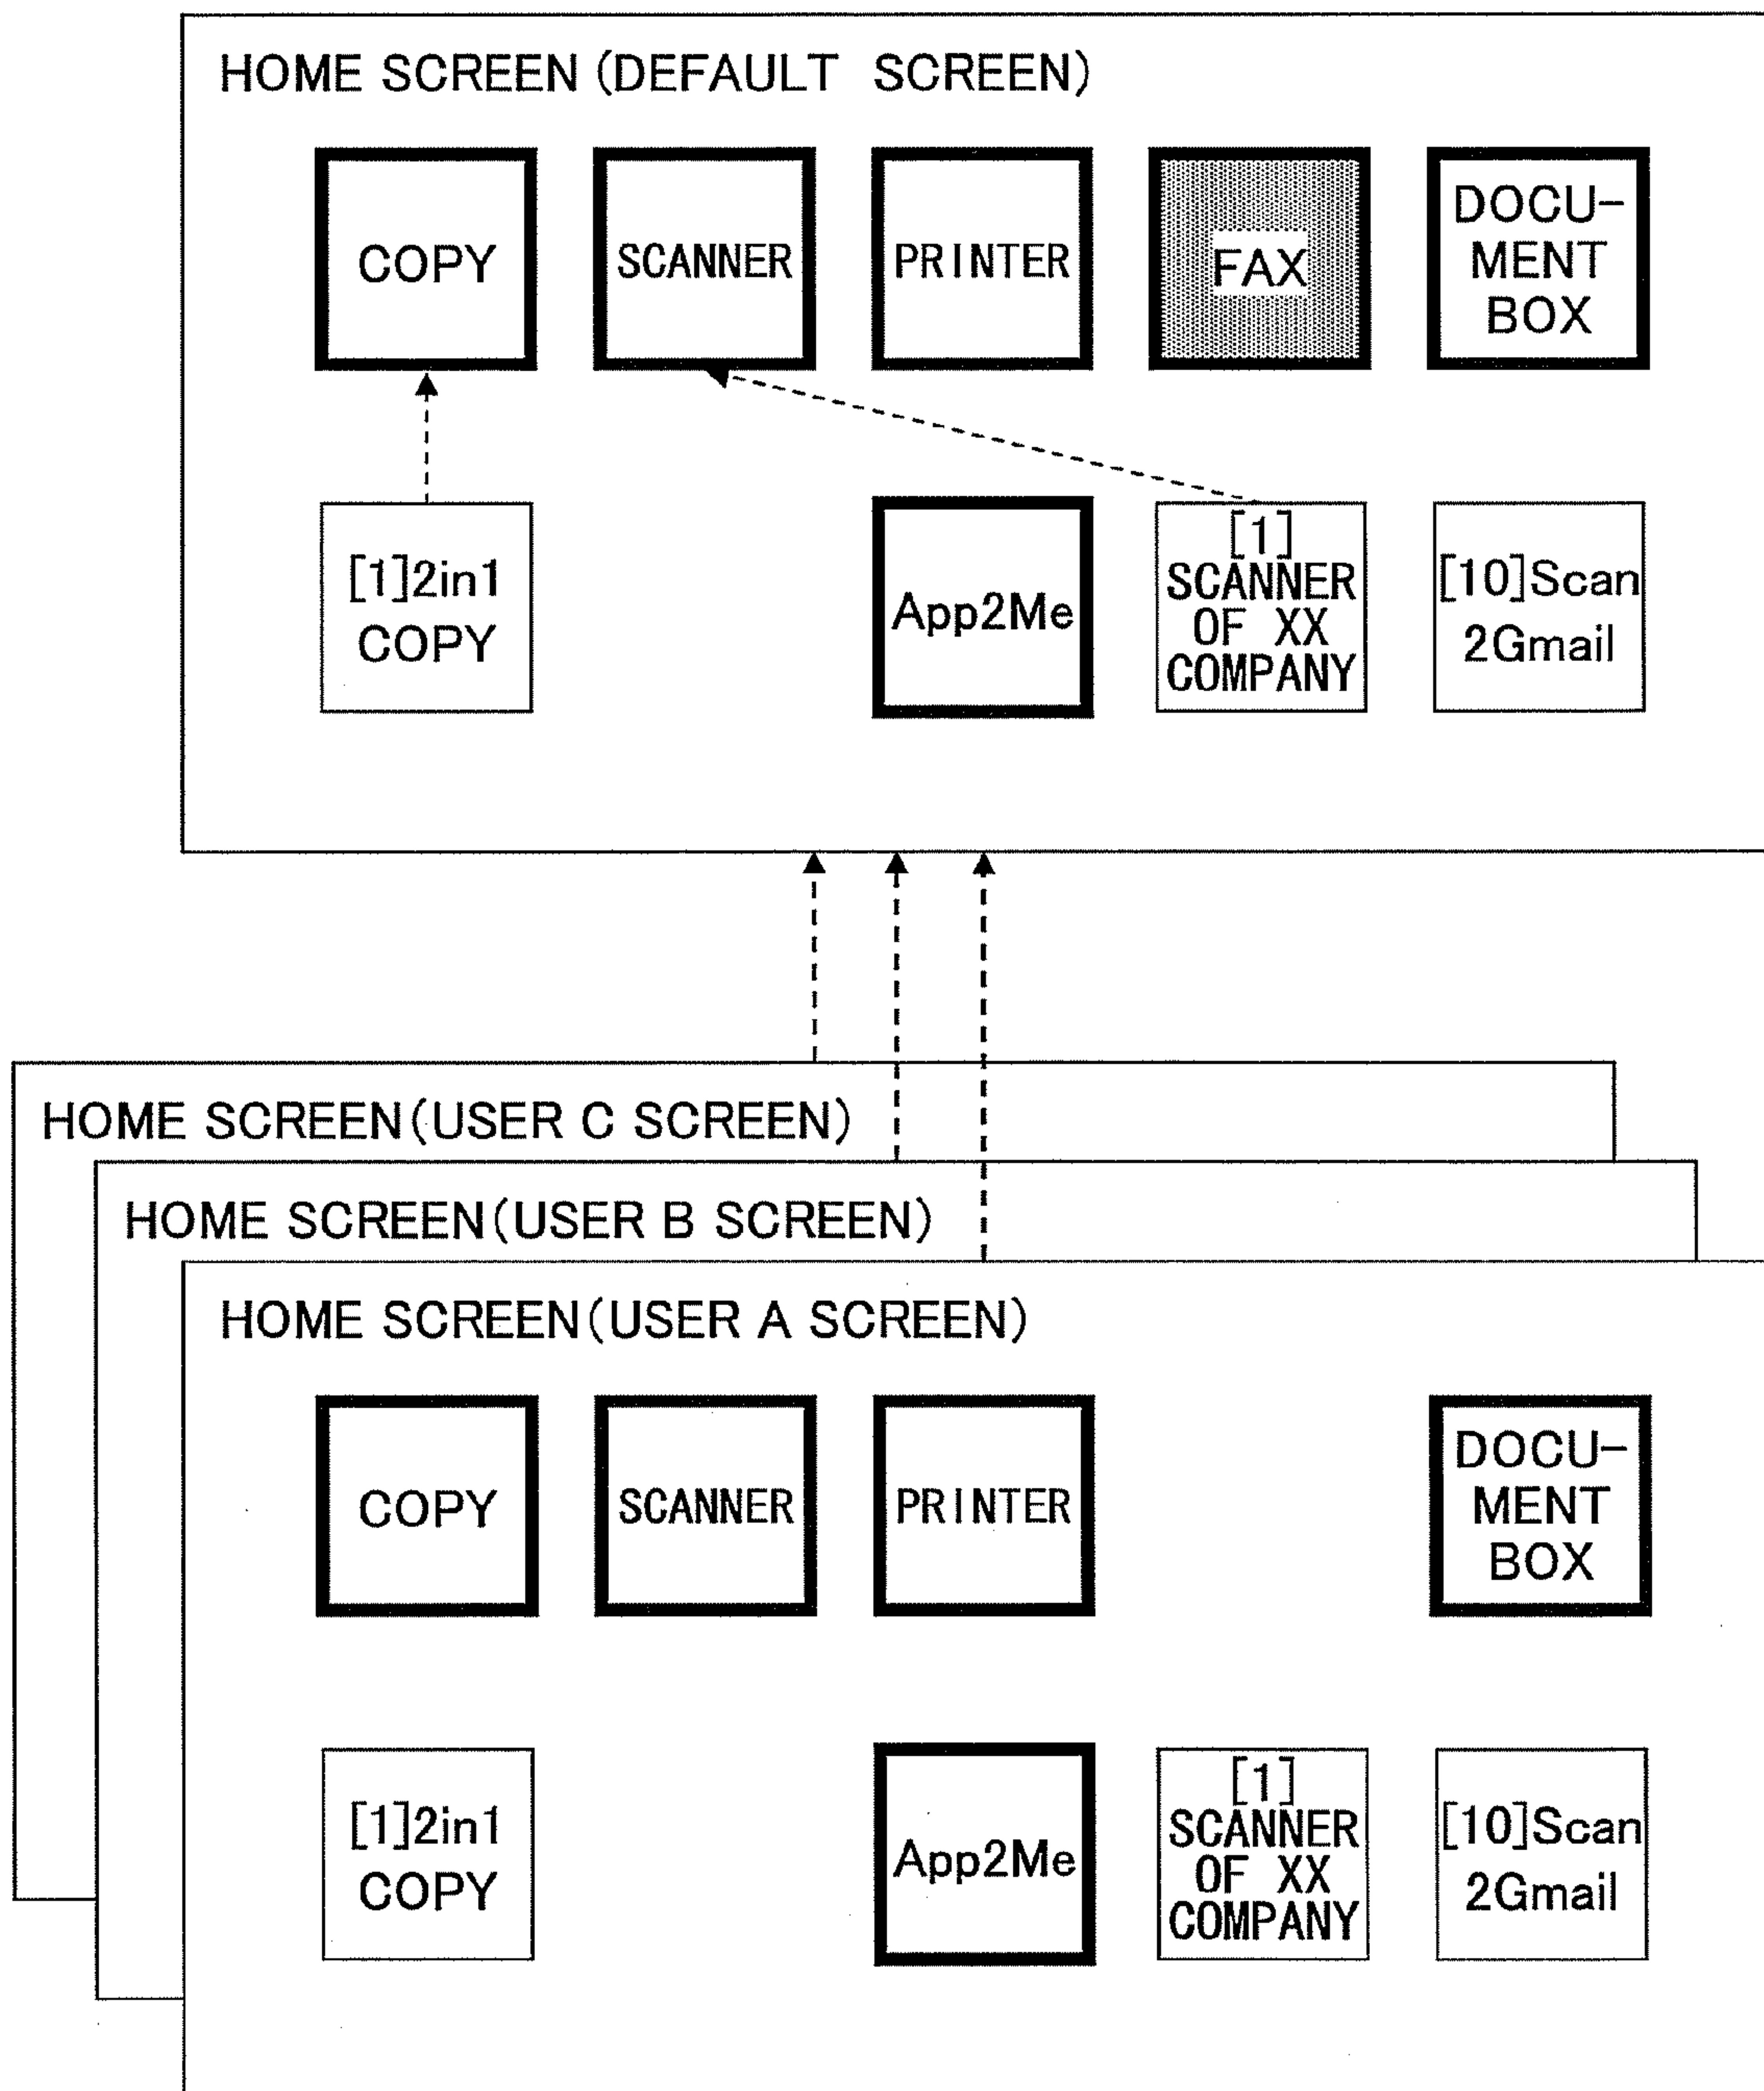 HOME SCREEN (DEFAULT SCREEN)
COPY
SCANNER
PRINTER
FAX
DOCU-
MENT
BOX
[1]2in1
COPY
App2Me
[1]
SCANNER
OF XX
COMPANY
[10]Scan
2Gmail
HOME SCREEN(USER C SCREEN)
HOME SCREEN(USER B SCREEN)
HOME SCREEN(USER A SCREEN)
COPY
SCANNER
PRINTER
DOCU-
MENT
BOX
[1]2in1
COPY
App2Me
[1]
SCANNER
OF XX
COMPANY
[10]Scan
2Gmail